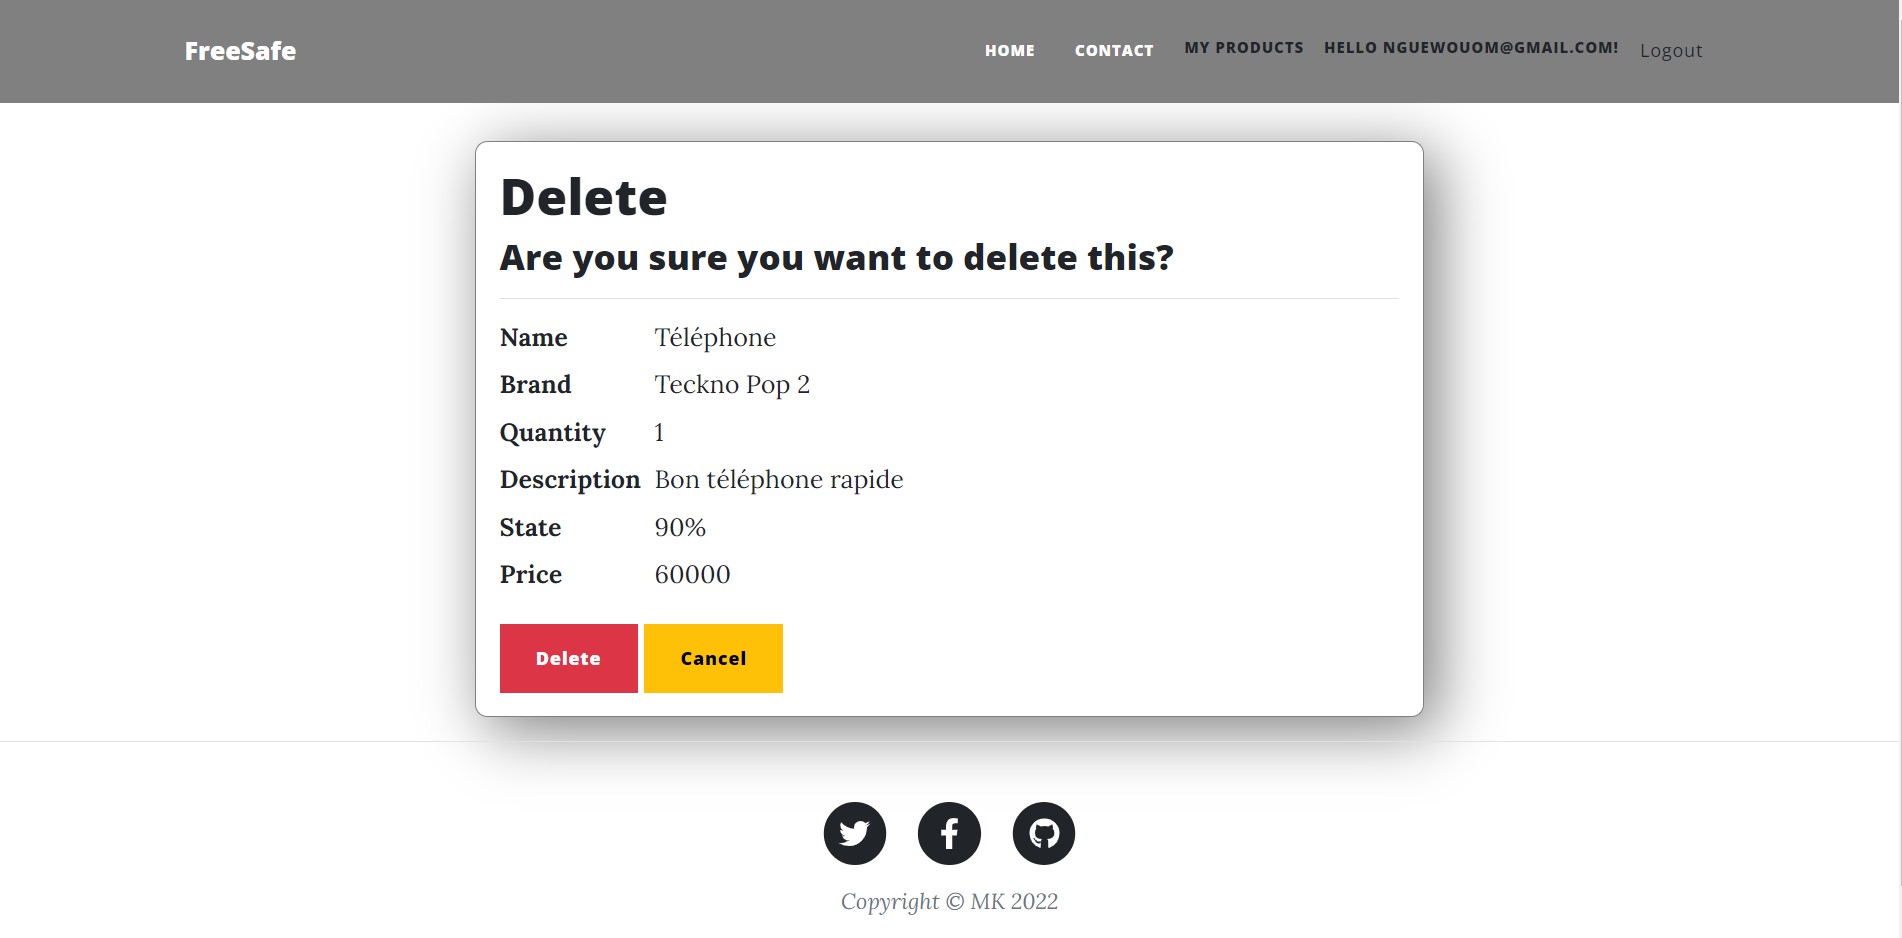 FreeSafe HOME CONTACT MY PRODUCTS HELLO NGUEWOUOM@GMAIL.COM! Logout
Delete
Are you sure you want to delete this?
Name Téléphone
Brand Teckno Pop 2
Quantity 1
Description Bon téléphone rapide
State 90%
Price 60000
Delete Cancel
Copyright © MK 2022